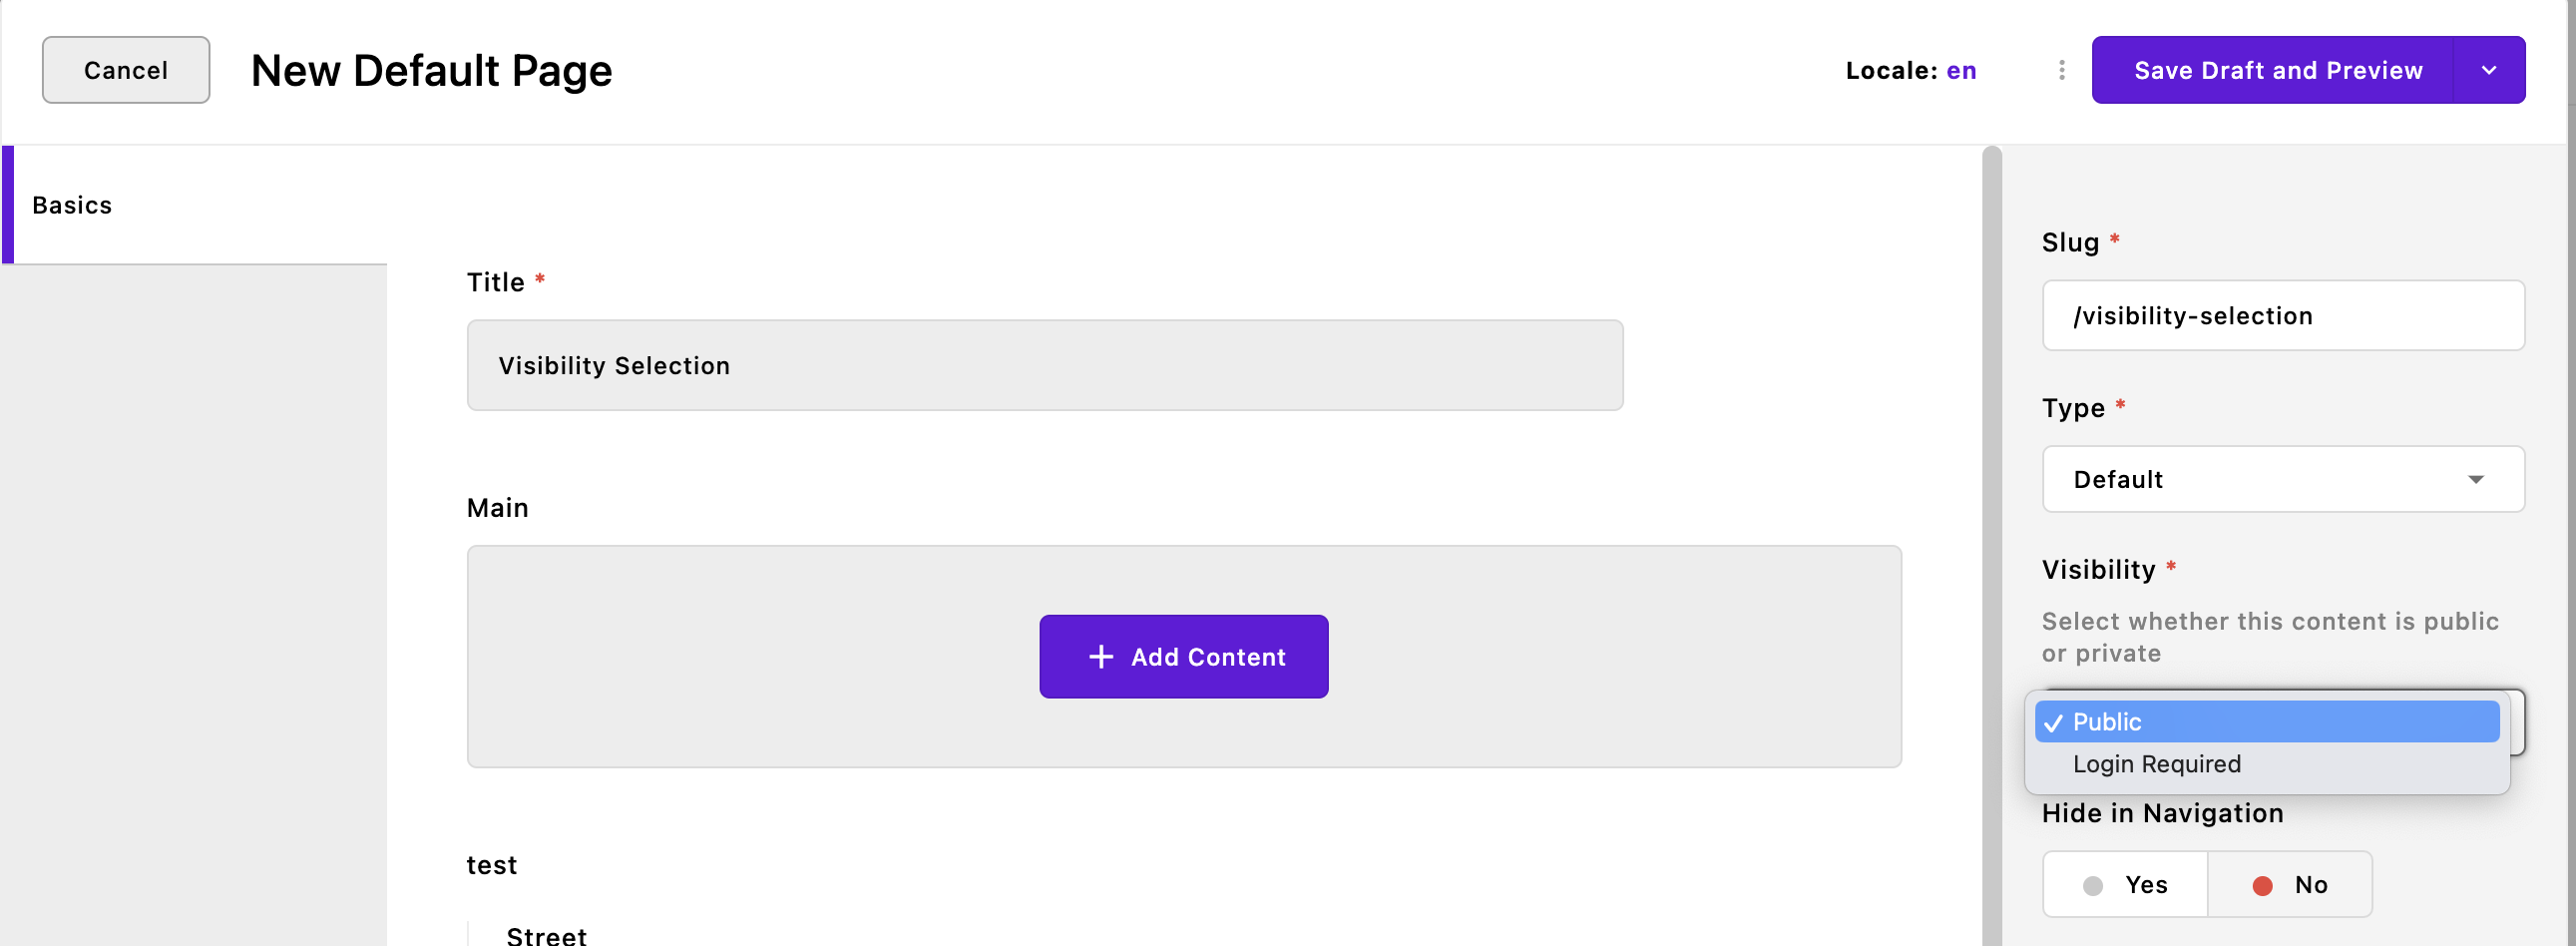 Cancel
New Default Page
Locale: en
Save Draft and Preview
Basics
Title *
Visibility Selection
Main
+ Add Content
test
Street
Slug *
/visibility-selection
Type *
Default
Visibility *
Select whether this content is public
or private
✓ Public
Login Required
Hide in Navigation
Yes
No